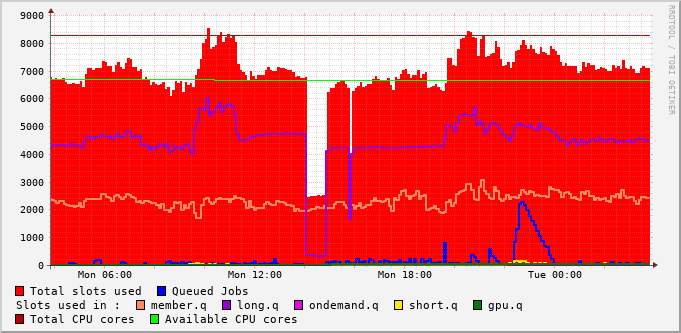 RRDTOOL / TOBI OETIKER
9000
8000
7000
6000
5000
4000
3000
2000
1000
0
Mon 06:00 Mon 12:00 Mon 18:00 Tue 00:00
Total slots used Queued Jobs
Slots used in : member.q long.q ondemand.q short.q gpu.q
Total CPU cores Available CPU cores